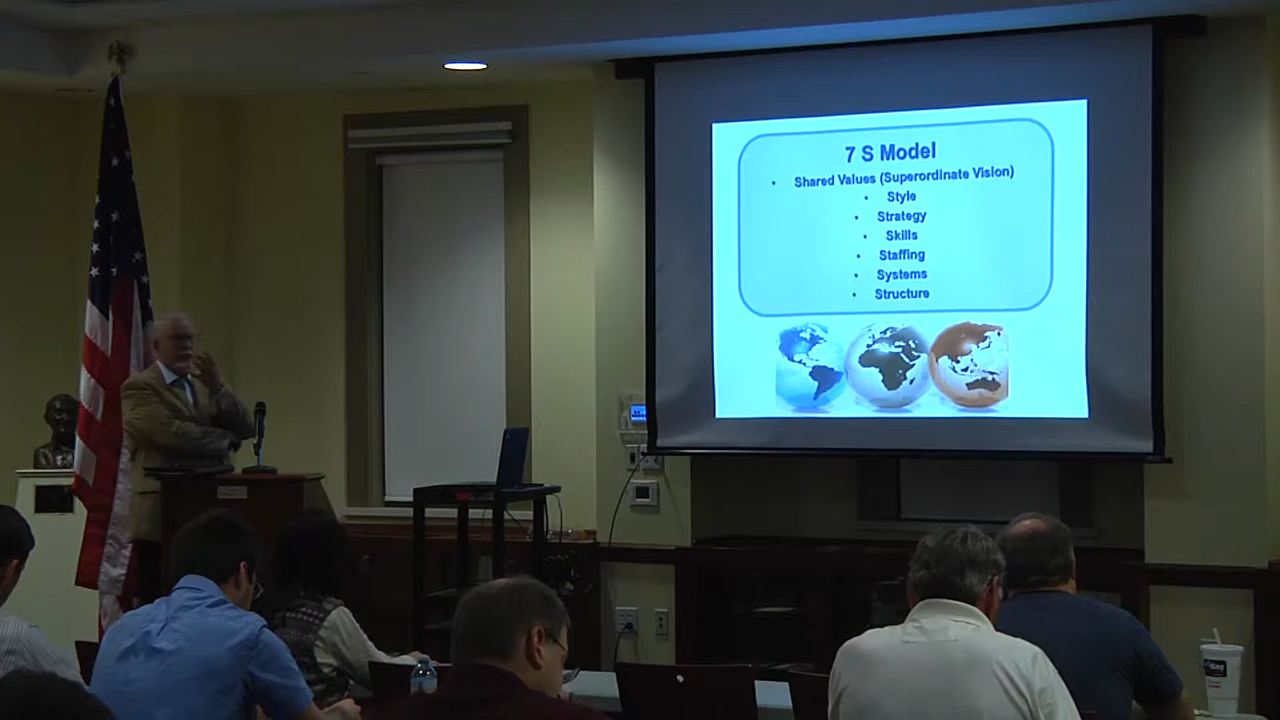 7 S Model
• Shared Values (Superordinate Vision)
• Style
• Strategy
• Skills
• Staffing
• Systems
• Structure